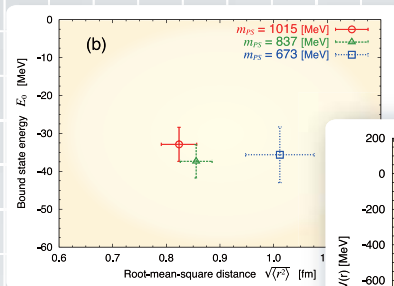 (b)
m_PS = 1015 [MeV]
m_PS = 837 [MeV]
m_PS = 673 [MeV]
Bound state energy E₀ [MeV]
0
-10
-20
-30
-40
-50
-60
0.6
0.7
0.8
0.9
1.0
Root-mean-square distance √⟨r²⟩ [fm]
200
0
-200
-400
-600
V(r) [MeV]